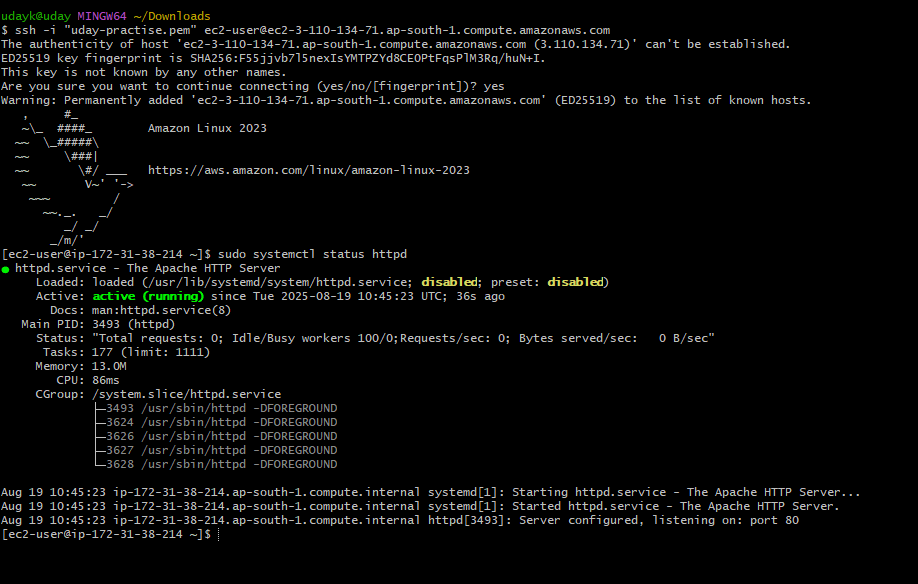 udayk@uday MINGW64 ~/Downloads
$ ssh -i "uday-practise.pem" ec2-user@ec2-3-110-134-71.ap-south-1.compute.amazonaws.com
The authenticity of host 'ec2-3-110-134-71.ap-south-1.compute.amazonaws.com (3.110.134.71)' can't be established.
ED25519 key fingerprint is SHA256:F55jjvb7l5nexIsYMTPZYd8CEOPtFqsPlM3Rq/huN+I.
This key is not known by any other names.
Are you sure you want to continue connecting (yes/no/[fingerprint])? yes
Warning: Permanently added 'ec2-3-110-134-71.ap-south-1.compute.amazonaws.com' (ED25519) to the list of known hosts.
   ,     #_
   ~\_  ####_        Amazon Linux 2023
  ~~  \_#####\
  ~~     \###|
  ~~       \#/ ___   https://aws.amazon.com/linux/amazon-linux-2023
   ~~       V~' '->
    ~~~         /
      ~~._.   _/
         _/ _/
       _/m/'
[ec2-user@ip-172-31-38-214 ~]$ sudo systemctl status httpd
● httpd.service - The Apache HTTP Server
     Loaded: loaded (/usr/lib/systemd/system/httpd.service; disabled; preset: disabled)
     Active: active (running) since Tue 2025-08-19 10:45:23 UTC; 36s ago
       Docs: man:httpd.service(8)
   Main PID: 3493 (httpd)
     Status: "Total requests: 0; Idle/Busy workers 100/0;Requests/sec: 0; Bytes served/sec:   0 B/sec"
      Tasks: 177 (limit: 1111)
     Memory: 13.0M
        CPU: 86ms
     CGroup: /system.slice/httpd.service
             ├─3493 /usr/sbin/httpd -DFOREGROUND
             ├─3624 /usr/sbin/httpd -DFOREGROUND
             ├─3626 /usr/sbin/httpd -DFOREGROUND
             ├─3627 /usr/sbin/httpd -DFOREGROUND
             └─3628 /usr/sbin/httpd -DFOREGROUND
Aug 19 10:45:23 ip-172-31-38-214.ap-south-1.compute.internal systemd[1]: Starting httpd.service - The Apache HTTP Server...
Aug 19 10:45:23 ip-172-31-38-214.ap-south-1.compute.internal systemd[1]: Started httpd.service - The Apache HTTP Server.
Aug 19 10:45:23 ip-172-31-38-214.ap-south-1.compute.internal httpd[3493]: Server configured, listening on: port 80
[ec2-user@ip-172-31-38-214 ~]$